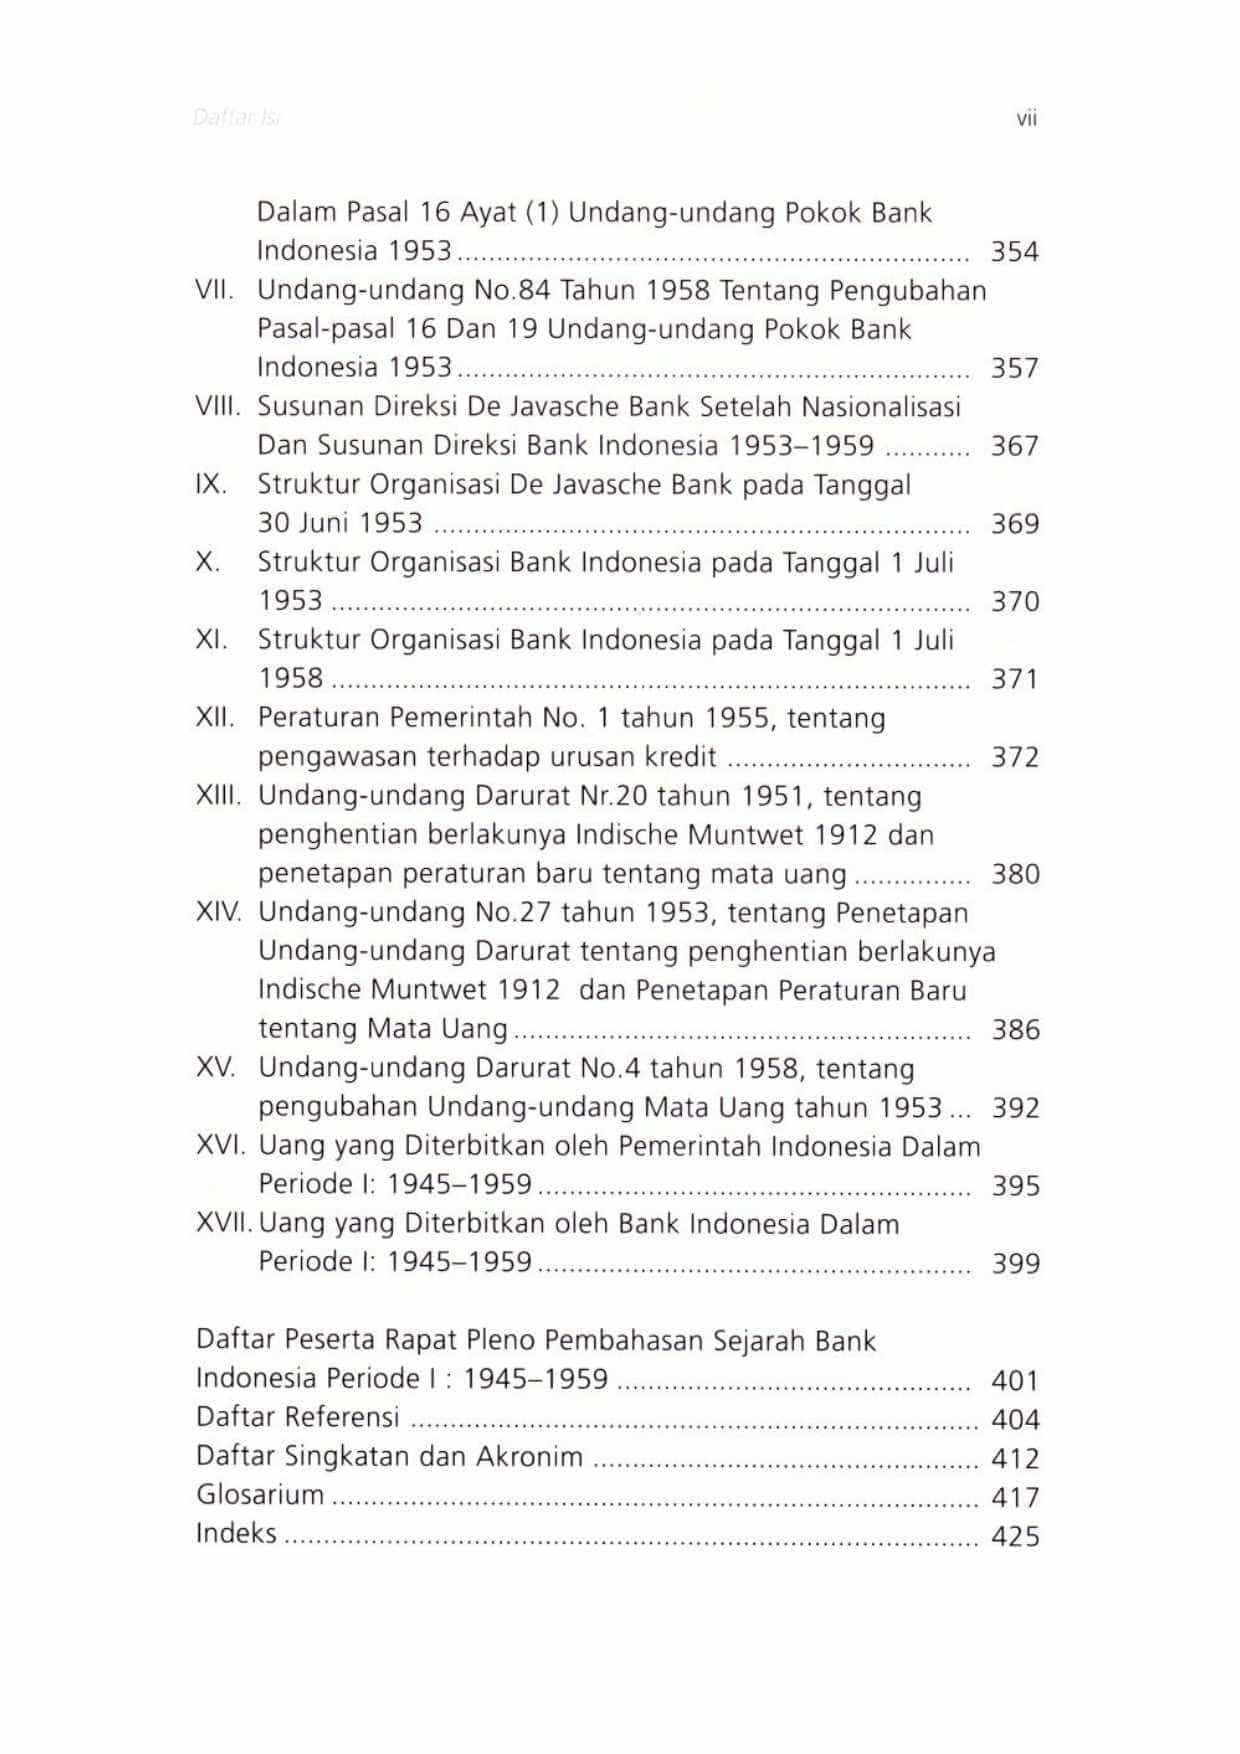 Daftar Isi vii
Dalam Pasal 16 Ayat (1) Undang-undang Pokok Bank
Indonesia 1953 ................................................................ 354
VII. Undang-undang No.84 Tahun 1958 Tentang Pengubahan
Pasal-pasal 16 Dan 19 Undang-undang Pokok Bank
Indonesia 1953 ................................................................ 357
VIII. Susunan Direksi De Javasche Bank Setelah Nasionalisasi
Dan Susunan Direksi Bank Indonesia 1953–1959 ........... 367
IX. Struktur Organisasi De Javasche Bank pada Tanggal
30 Juni 1953 ................................................................... 369
X. Struktur Organisasi Bank Indonesia pada Tanggal 1 Juli
1953 ................................................................................ 370
XI. Struktur Organisasi Bank Indonesia pada Tanggal 1 Juli
1958 ................................................................................ 371
XII. Peraturan Pemerintah No. 1 tahun 1955, tentang
pengawasan terhadap urusan kredit ............................... 372
XIII. Undang-undang Darurat Nr.20 tahun 1951, tentang
penghentian berlakunya Indische Muntwet 1912 dan
penetapan peraturan baru tentang mata uang ............... 380
XIV. Undang-undang No.27 tahun 1953, tentang Penetapan
Undang-undang Darurat tentang penghentian berlakunya
Indische Muntwet 1912 dan Penetapan Peraturan Baru
tentang Mata Uang ......................................................... 386
XV. Undang-undang Darurat No.4 tahun 1958, tentang
pengubahan Undang-undang Mata Uang tahun 1953 ... 392
XVI. Uang yang Diterbitkan oleh Pemerintah Indonesia Dalam
Periode I: 1945–1959 ...................................................... 395
XVII. Uang yang Diterbitkan oleh Bank Indonesia Dalam
Periode I: 1945–1959 ...................................................... 399
Daftar Peserta Rapat Pleno Pembahasan Sejarah Bank
Indonesia Periode I : 1945–1959 ............................................ 401
Daftar Referensi ....................................................................... 404
Daftar Singkatan dan Akronim ................................................ 412
Glosarium ................................................................................. 417
Indeks ....................................................................................... 425